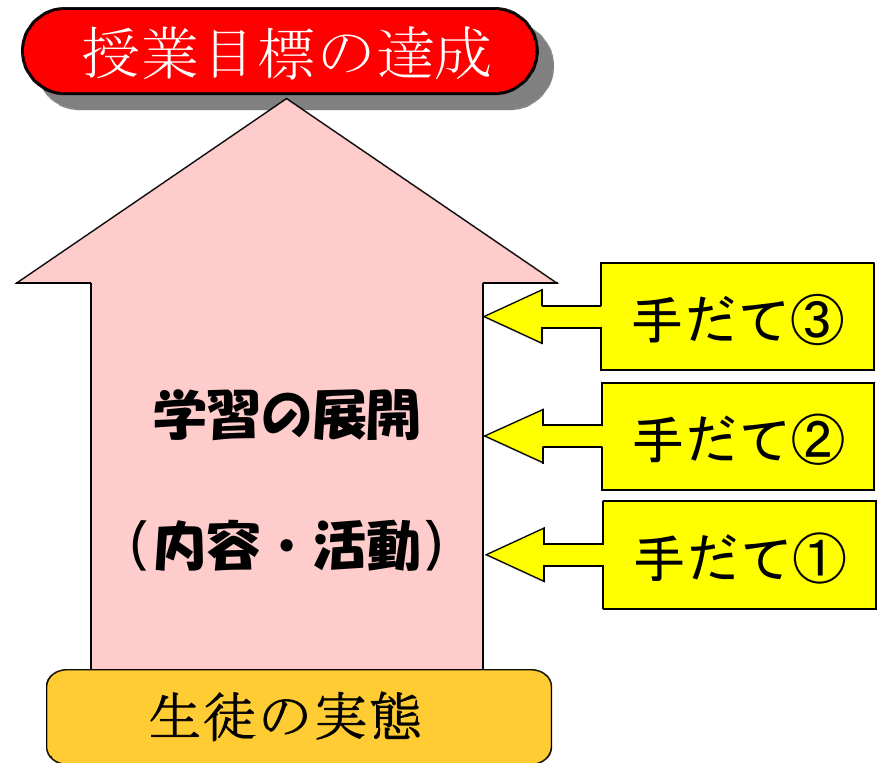 授業目標の達成
手だて③
学習の展開
手だて②
（内容・活動）
手だて①
生徒の実態